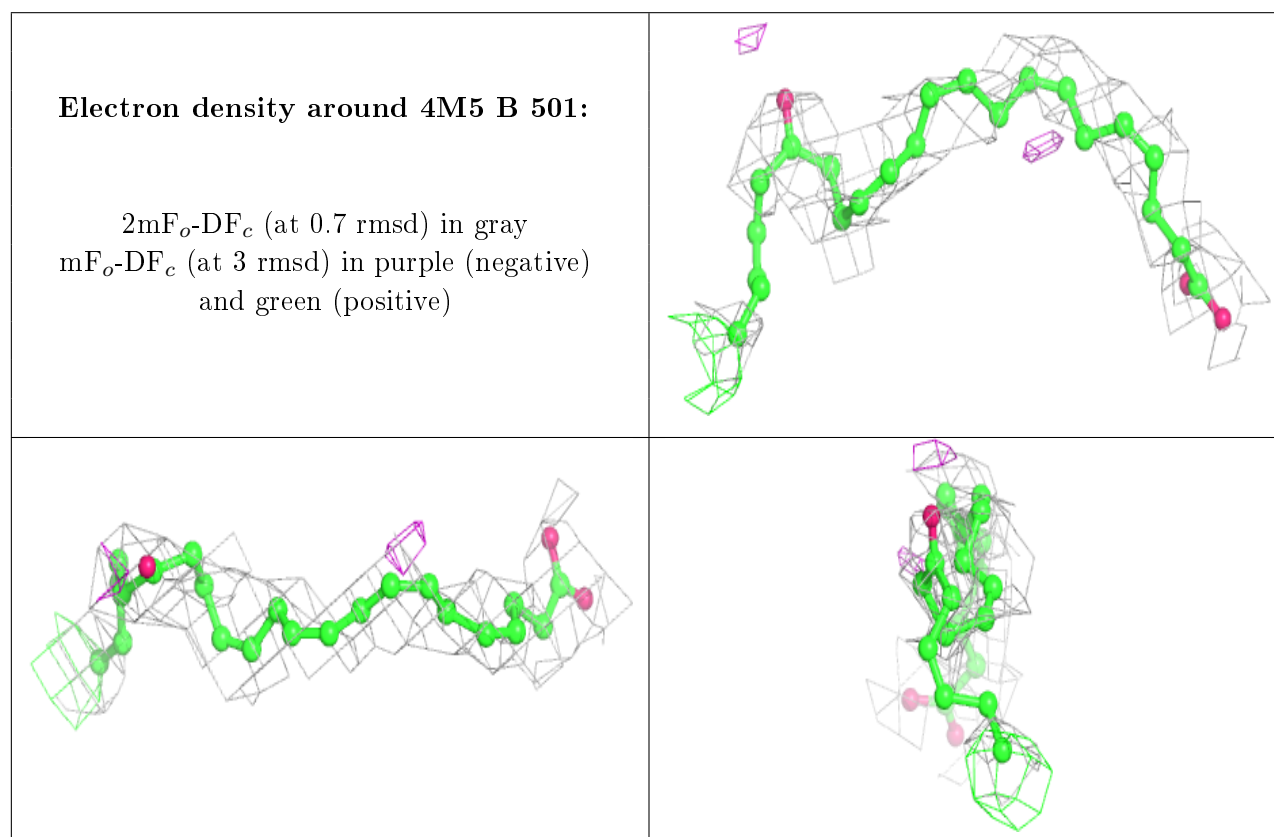 Electron density around 4M5 B 501:
2mFₒ-DF𝒸 (at 0.7 rmsd) in gray
mFₒ-DF𝒸 (at 3 rmsd) in purple (negative)
and green (positive)